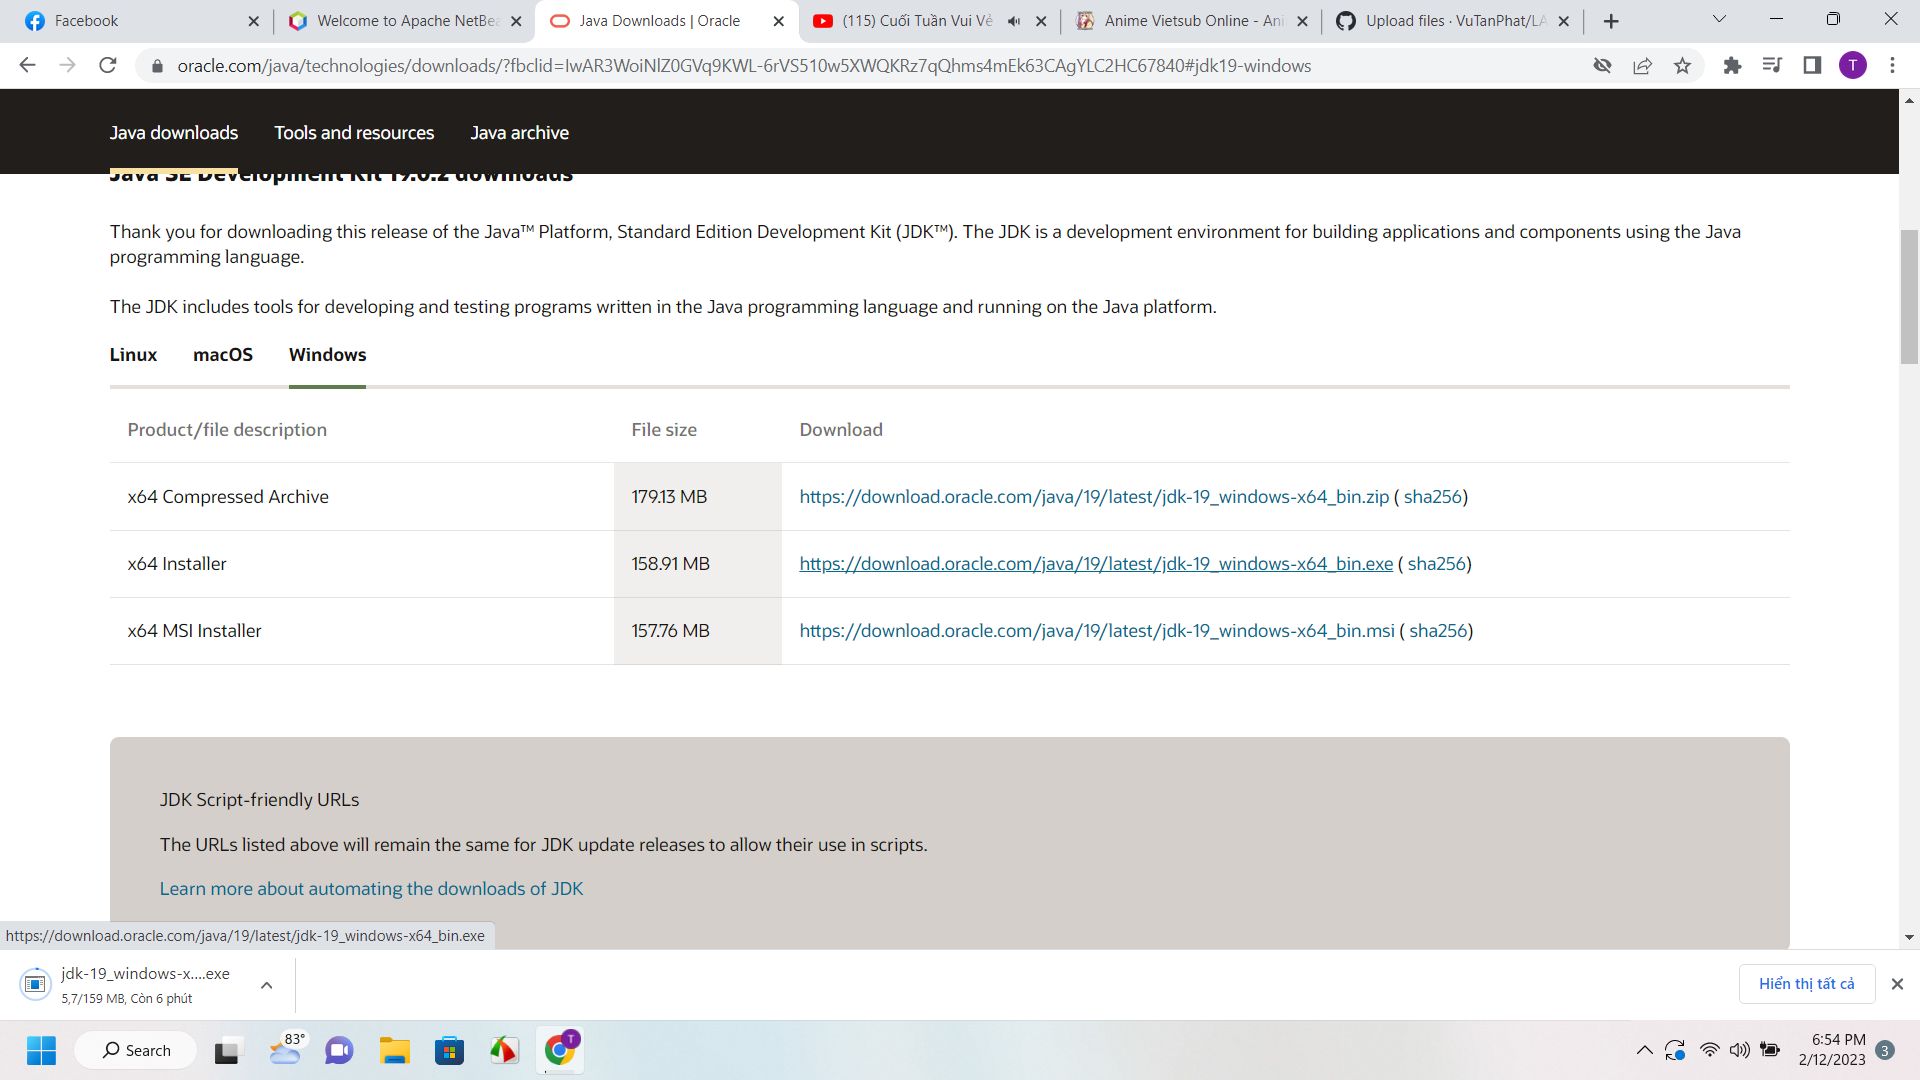 Facebook
Welcome to Apache NetBea
Java Downloads | Oracle
(115) Cuối Tuần Vui Vẻ
Anime Vietsub Online - Ani
Upload files · VuTanPhat/LA
oracle.com/java/technologies/downloads/?fbclid=IwAR3WoiNlZ0GVq9KWL-6rVS510w5XWQKRz7qQhms4mEk63CAgYLC2HC67840#jdk19-windows
T
Java downloads
Tools and resources
Java archive
Java SE Development Kit 19.0.2 downloads
Thank you for downloading this release of the Java™ Platform, Standard Edition Development Kit (JDK™). The JDK is a development environment for building applications and components using the Java
programming language.
The JDK includes tools for developing and testing programs written in the Java programming language and running on the Java platform.
Linux
macOS
Windows
Product/file description
File size
Download
x64 Compressed Archive
179.13 MB
https://download.oracle.com/java/19/latest/jdk-19_windows-x64_bin.zip ( sha256)
x64 Installer
158.91 MB
https://download.oracle.com/java/19/latest/jdk-19_windows-x64_bin.exe ( sha256)
x64 MSI Installer
157.76 MB
https://download.oracle.com/java/19/latest/jdk-19_windows-x64_bin.msi ( sha256)
JDK Script-friendly URLs
The URLs listed above will remain the same for JDK update releases to allow their use in scripts.
Learn more about automating the downloads of JDK
https://download.oracle.com/java/19/latest/jdk-19_windows-x64_bin.exe
jdk-19_windows-x....exe
5,7/159 MB, Còn 6 phút
Hiển thị tất cả
Search
83°
T
6:54 PM
2/12/2023
3